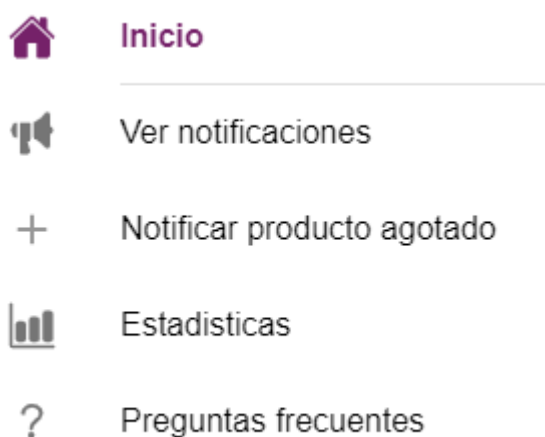 Inicio
Ver notificaciones
Notificar producto agotado
Estadisticas
Preguntas frecuentes